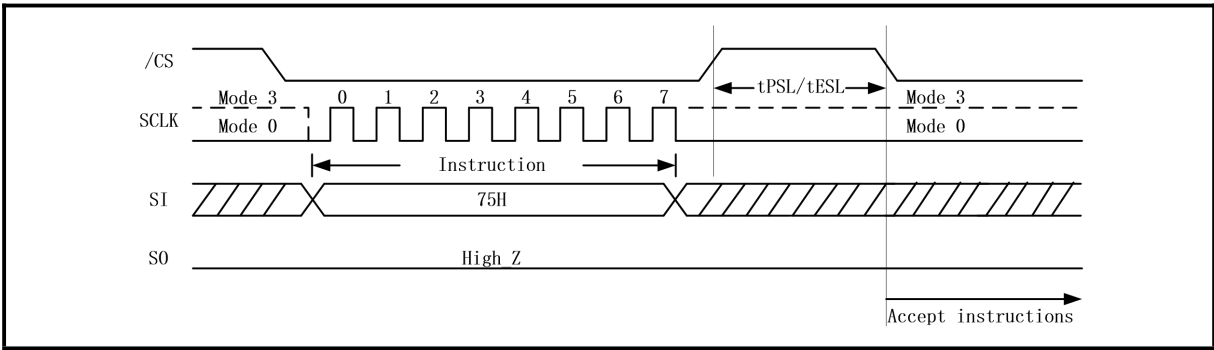 /CS
tPSL/tESL
Mode 3 0 1 2 3 4 5 6 7 Mode 3
SCLK
Mode 0 Mode 0
Instruction
SI 75H
SO High_Z
Accept instructions